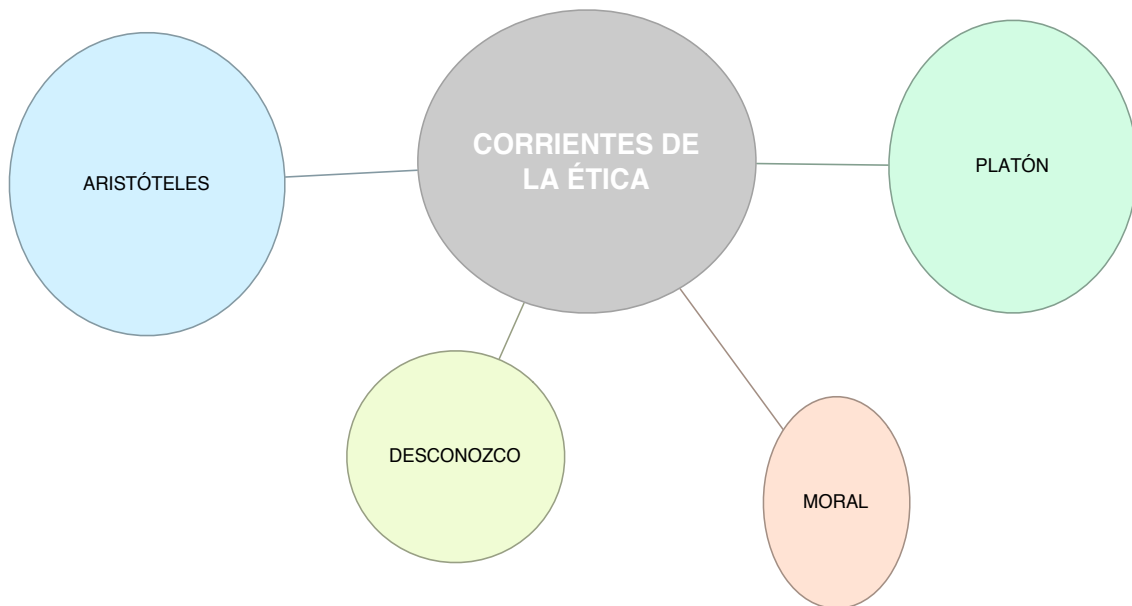 CORRIENTES DE
LA ÉTICA
ARISTÓTELES
PLATÓN
DESCONOZCO
MORAL